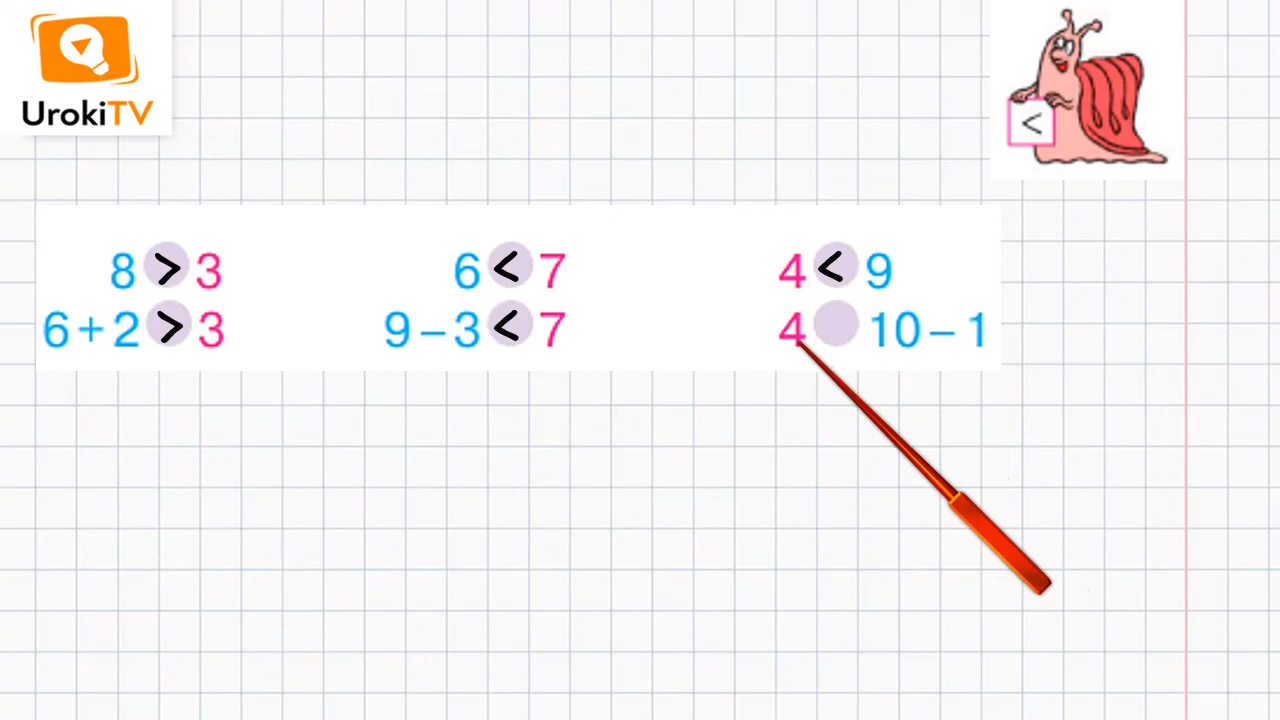 UrokiTV
<
8 > 3 6 < 7 4 < 9
6 + 2 > 3 9 – 3 < 7 4 10 – 1